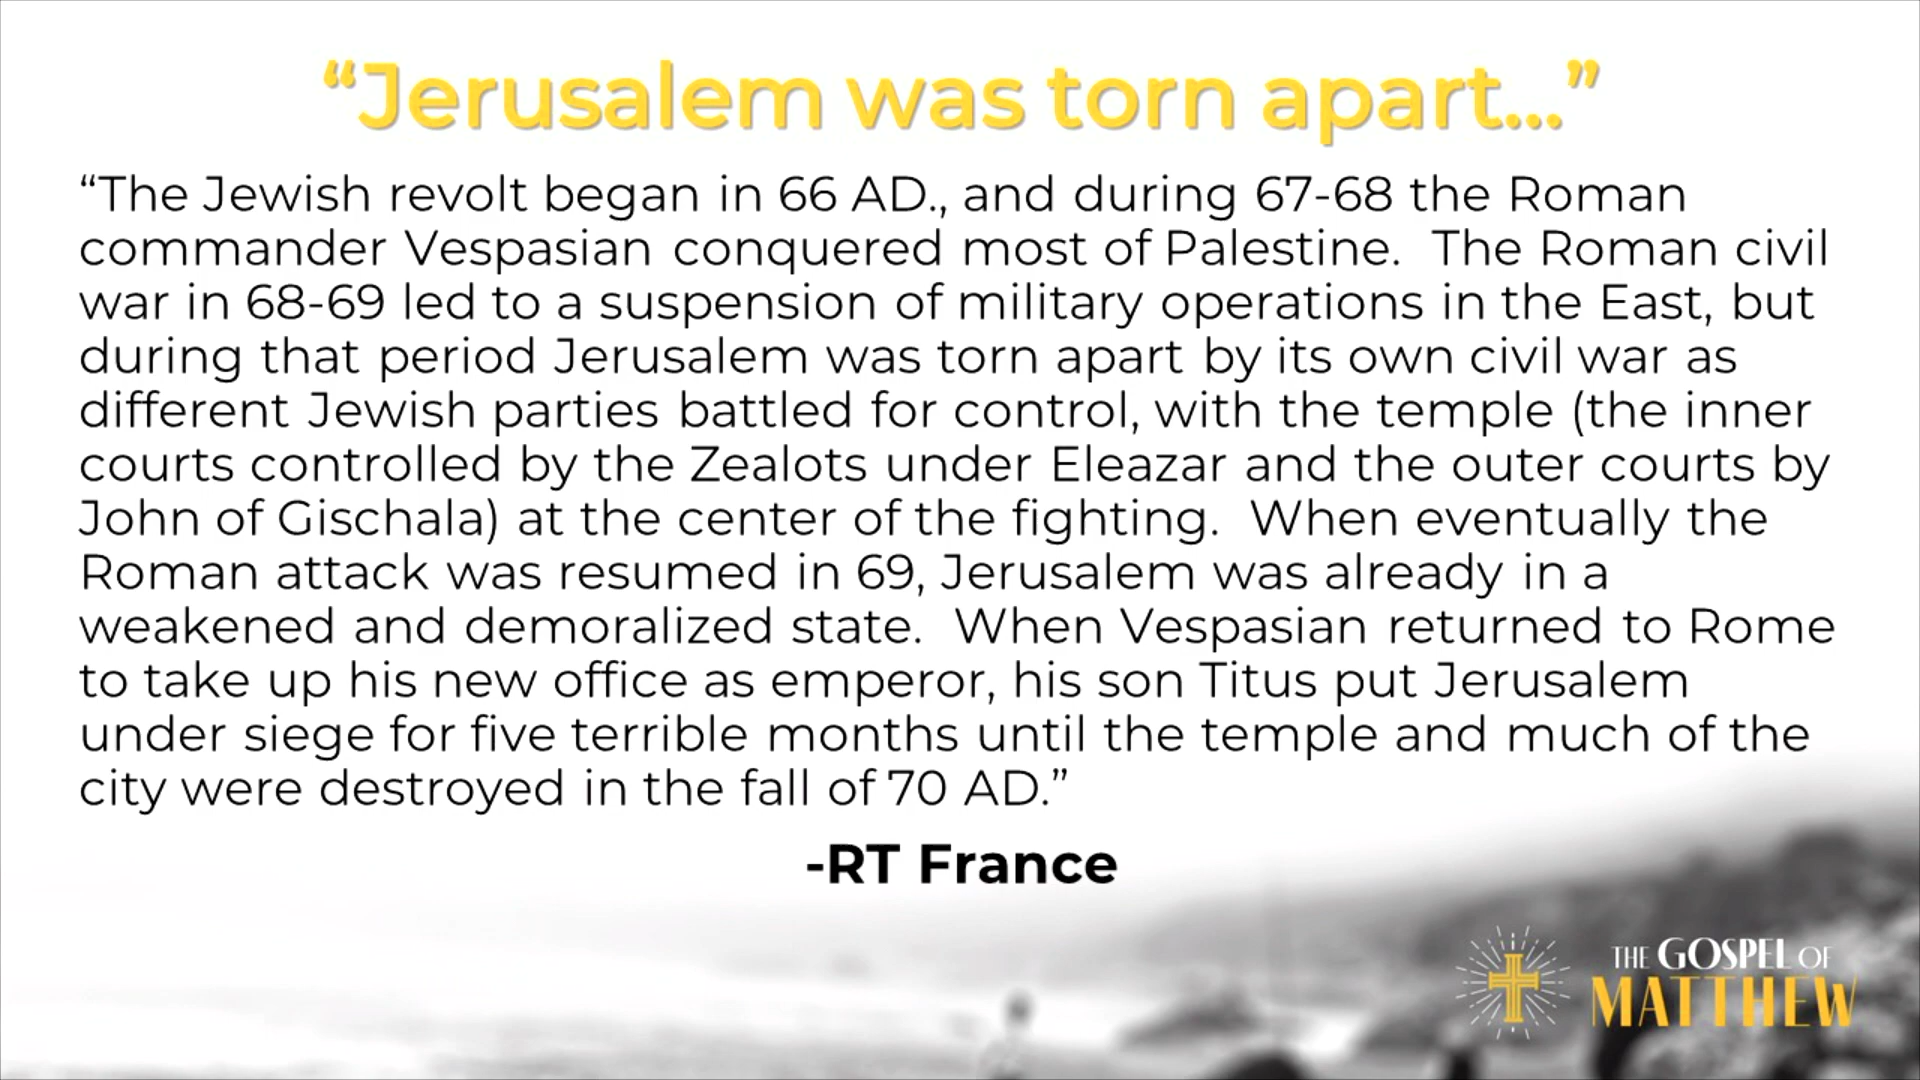 “Jerusalem was torn apart...”
“The Jewish revolt began in 66 AD., and during 67-68 the Roman
commander Vespasian conquered most of Palestine.  The Roman civil
war in 68-69 led to a suspension of military operations in the East, but
during that period Jerusalem was torn apart by its own civil war as
different Jewish parties battled for control, with the temple (the inner
courts controlled by the Zealots under Eleazar and the outer courts by
John of Gischala) at the center of the fighting.  When eventually the
Roman attack was resumed in 69, Jerusalem was already in a
weakened and demoralized state.  When Vespasian returned to Rome
to take up his new office as emperor, his son Titus put Jerusalem
under siege for five terrible months until the temple and much of the
city were destroyed in the fall of 70 AD.”
-RT France
THE GOSPEL OF
MATTHEW